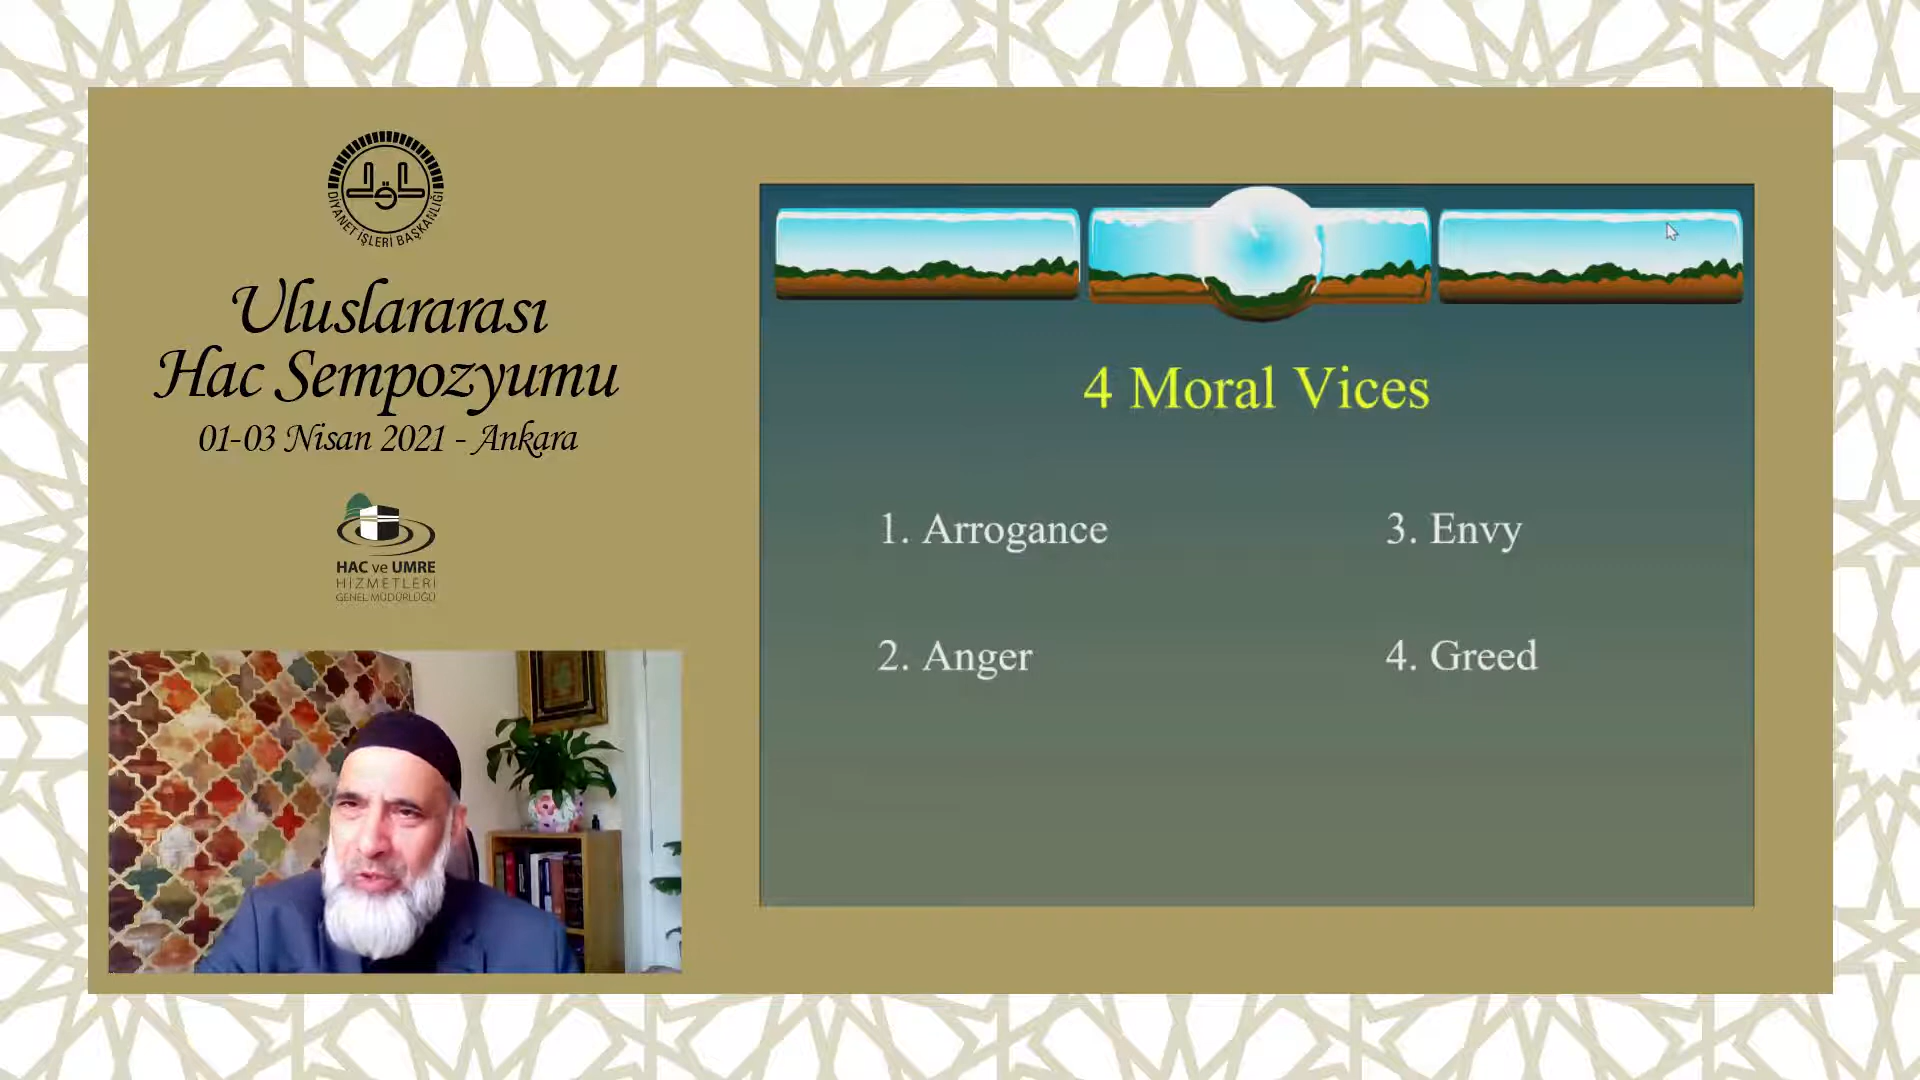 DİYANET İŞLERİ BAŞKANLIĞI
Uluslararası
Hac Sempozyumu
01-03 Nisan 2021 - Ankara
HAC ve UMRE
HİZMETLERİ
GENEL MÜDÜRLÜĞÜ
4 Moral Vices
1. Arrogance
2. Anger
3. Envy
4. Greed